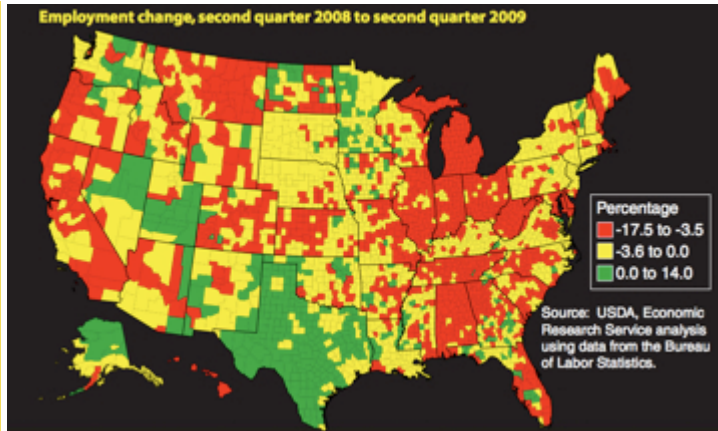 Employment change, second quarter 2008 to second quarter 2009
Percentage
-17.5 to -3.5
-3.6 to 0.0
0.0 to 14.0
Source: USDA, Economic
Research Service analysis
using data from the Bureau
of Labor Statistics.